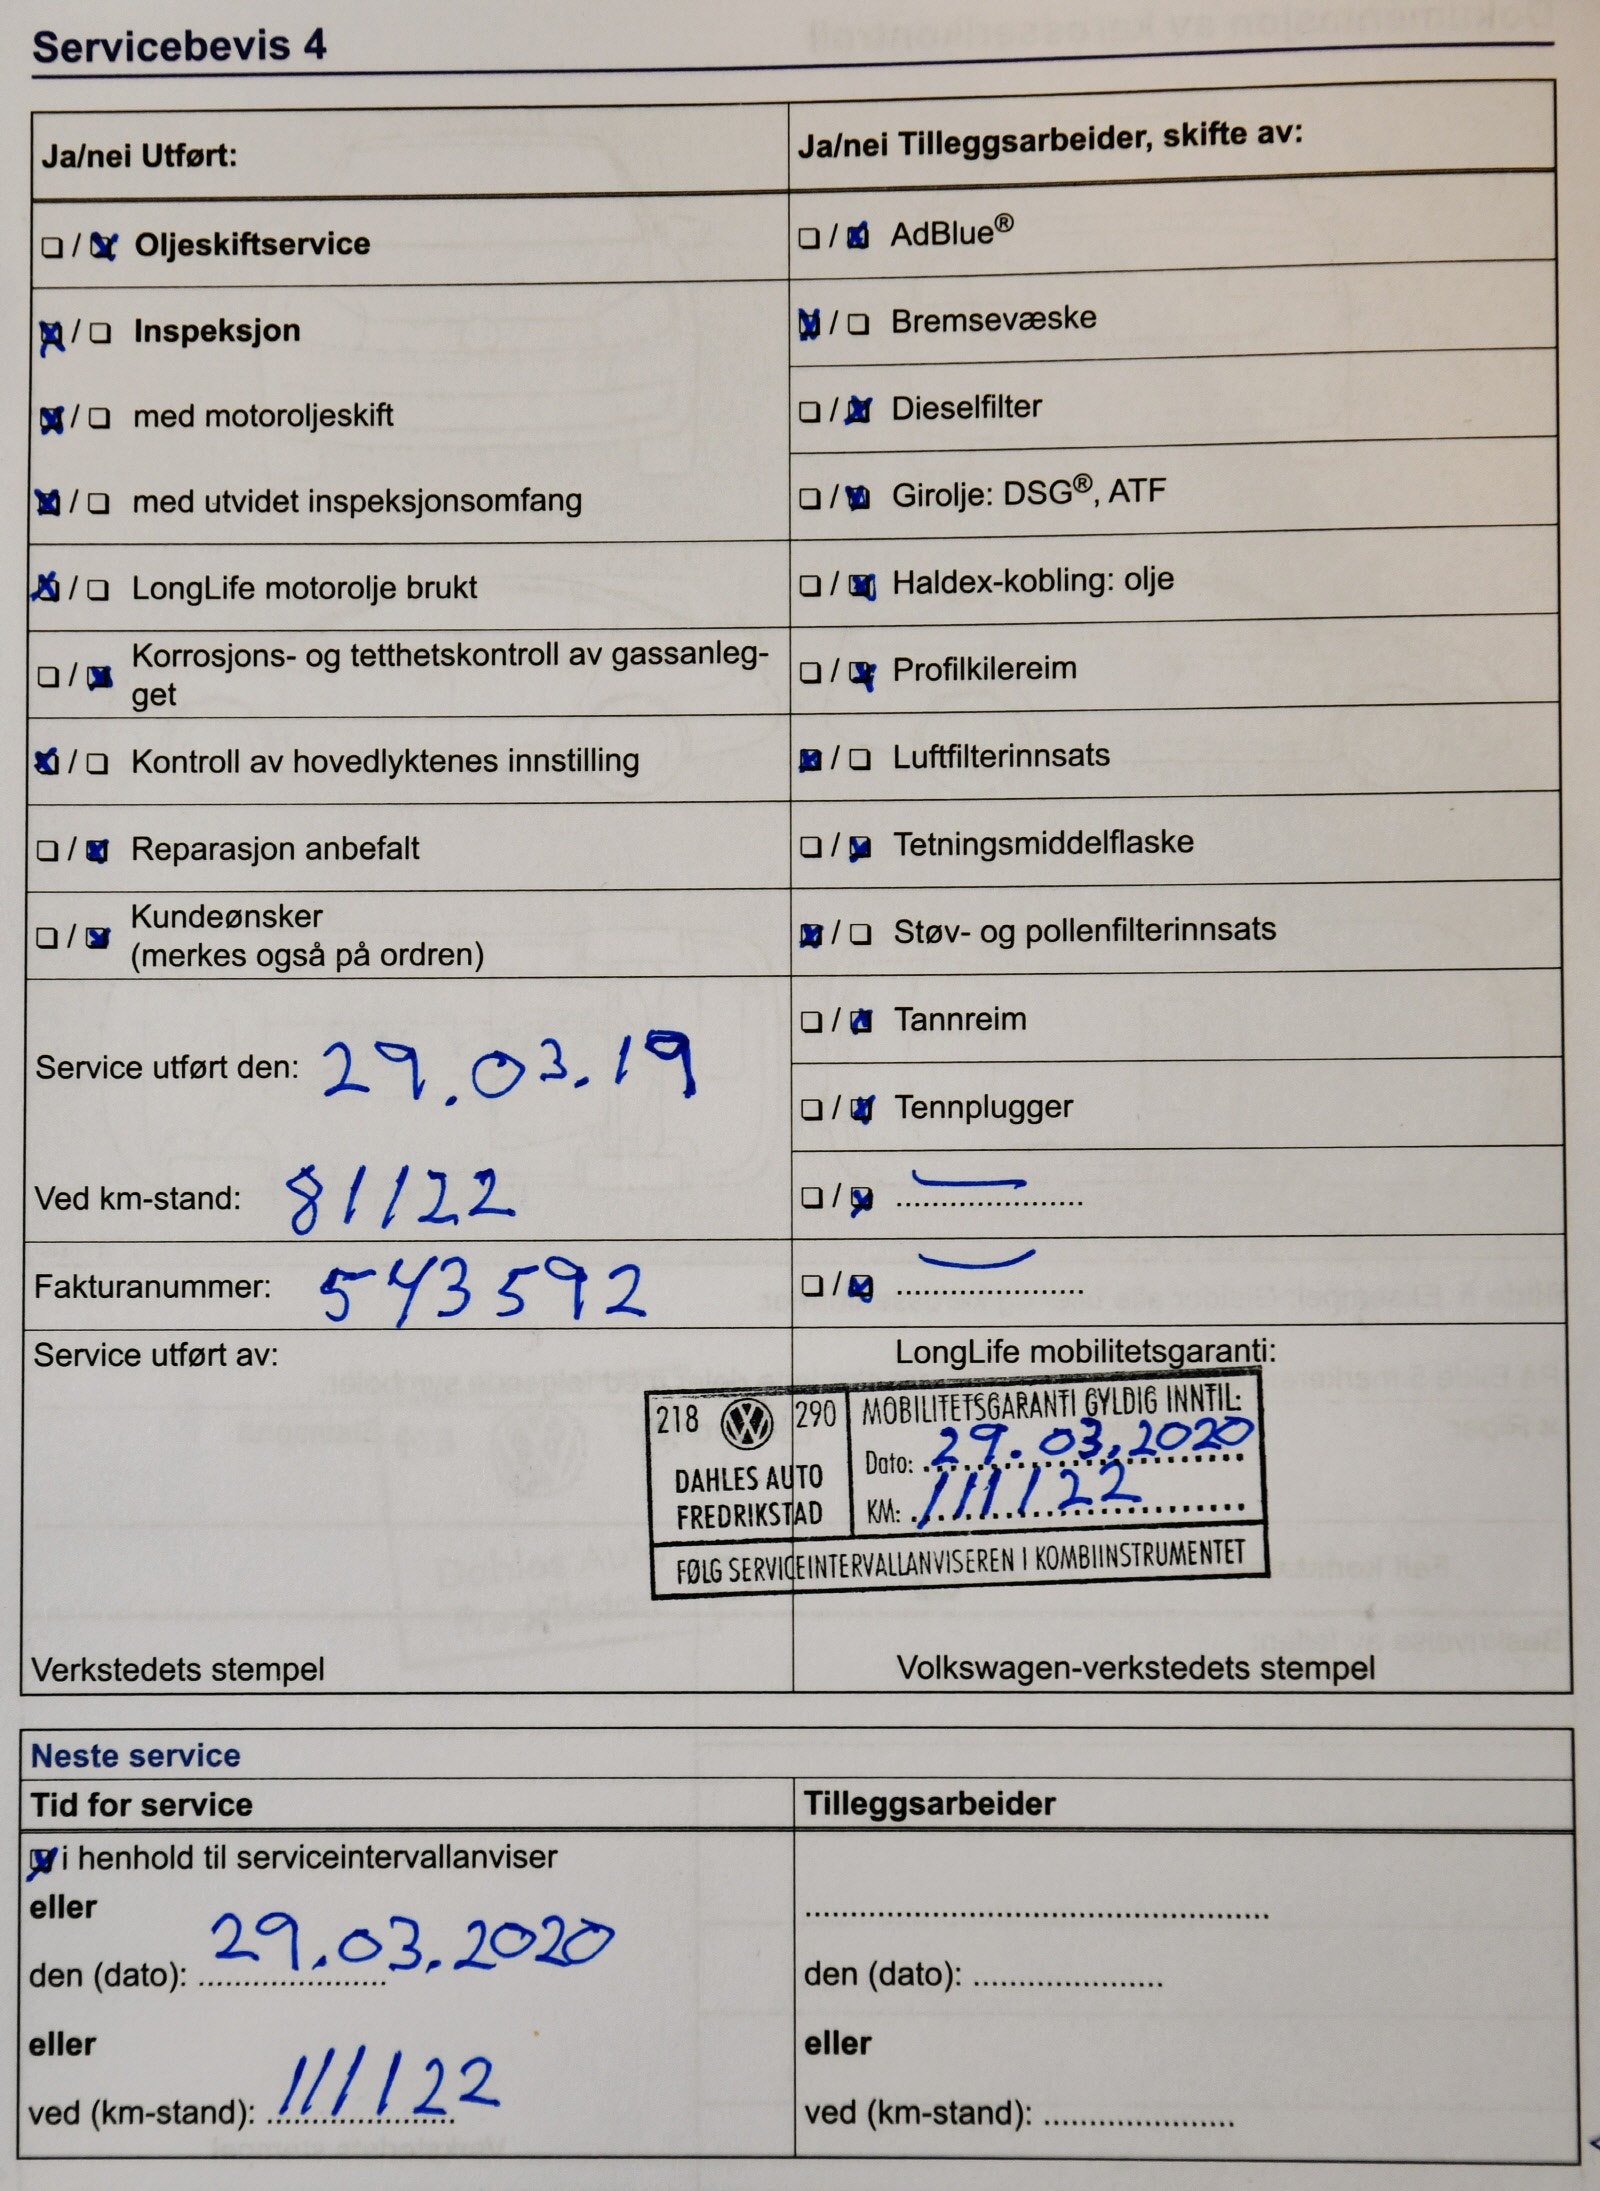 Servicebevis 4
Ja/nei Utført:
☐ / ☒ Oljeskiftservice
☒ / ☐ Inspeksjon
☒ / ☐ med motoroljeskift
☒ / ☐ med utvidet inspeksjonsomfang
☒ / ☐ LongLife motorolje brukt
☐ / ☒ Korrosjons- og tetthetskontroll av gassanleg-
get
☒ / ☐ Kontroll av hovedlyktenes innstilling
☐ / ☒ Reparasjon anbefalt
☐ / ☒ Kundeønsker
(merkes også på ordren)
Service utført den: 29.03.19
Ved km-stand: 81122
Fakturanummer: 543592
Ja/nei Tilleggsarbeider, skifte av:
☐ / ☒ AdBlue®
☒ / ☐ Bremsevæske
☐ / ☒ Dieselfilter
☐ / ☒ Girolje: DSG®, ATF
☐ / ☒ Haldex-kobling: olje
☐ / ☒ Profilkilereim
☒ / ☐ Luftfilterinnsats
☐ / ☒ Tetningsmiddelflaske
☒ / ☐ Støv- og pollenfilterinnsats
☐ / ☒ Tannreim
☐ / ☒ Tennplugger
☐ / ☒ .....................
☐ / ☒ .....................
Service utført av:
LongLife mobilitetsgaranti:
218 VW 290
DAHLES AUTO
FREDRIKSTAD
MOBILITETSGARANTI GYLDIG INNTIL:
Dato: 29.03.2020
KM: 111122
FØLG SERVICEINTERVALLANVISEREN I KOMBIINSTRUMENTET
Verkstedets stempel
Volkswagen-verkstedets stempel
Neste service
Tid for service
☒ i henhold til serviceintervallanviser
eller
den (dato): 29.03.2020
eller
ved (km-stand): 111122
Tilleggsarbeider
...................................................
den (dato): .....................
eller
ved (km-stand): .....................